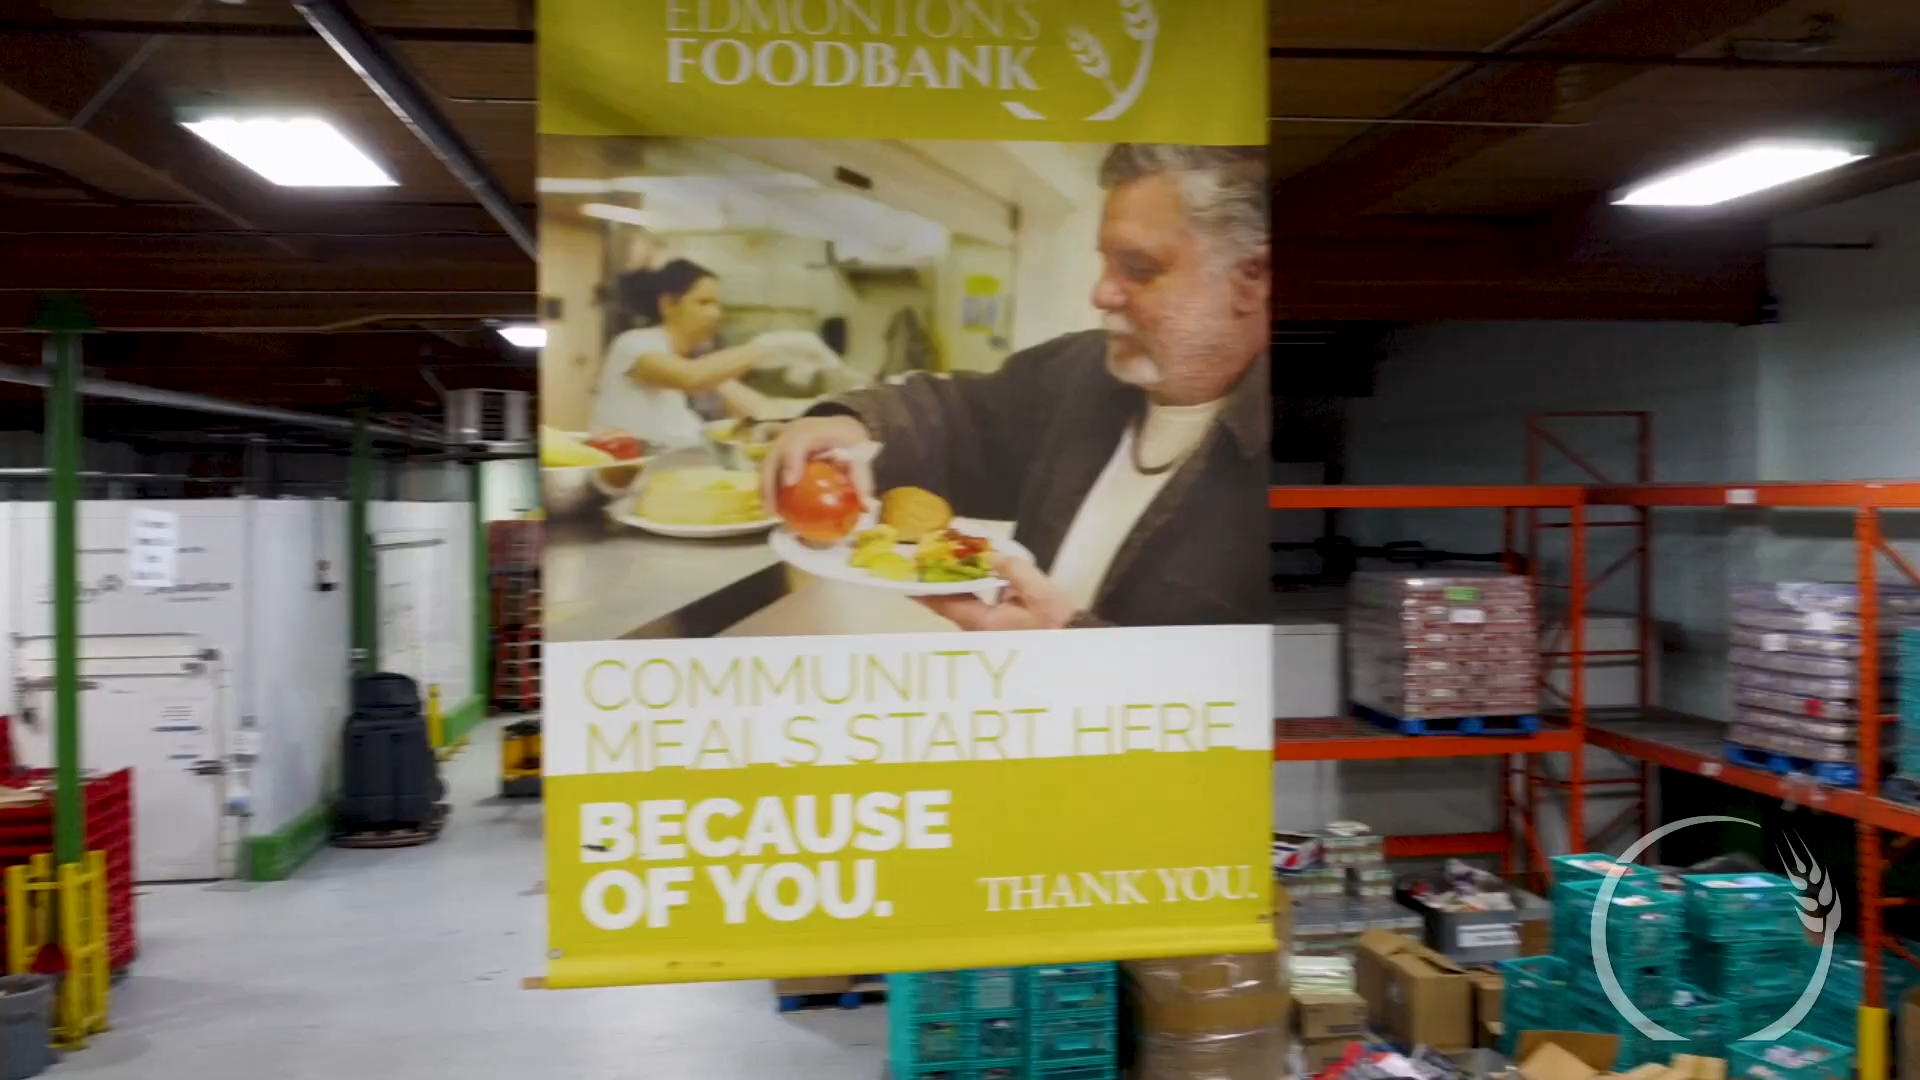 EDMONTON'S
FOODBANK
COMMUNITY
MEALS START HERE
BECAUSE
OF YOU.
THANK YOU.